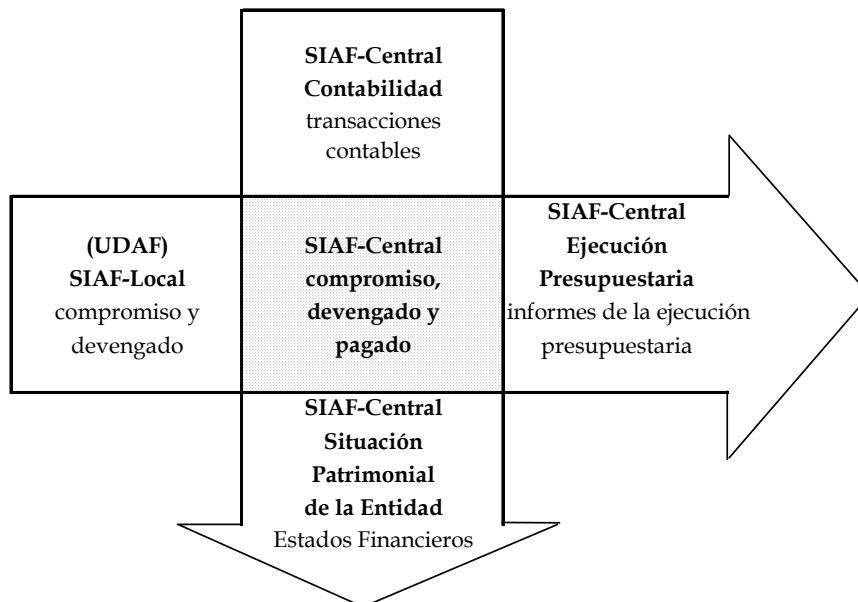 SIAF-Central
Contabilidad
transacciones
contables
(UDAF)
SIAF-Local
compromiso y
devengado
SIAF-Central
compromiso,
devengado y
pagado
SIAF-Central
Ejecución
Presupuestaria
informes de la ejecución
presupuestaria
SIAF-Central
Situación
Patrimonial
de la Entidad
Estados Financieros